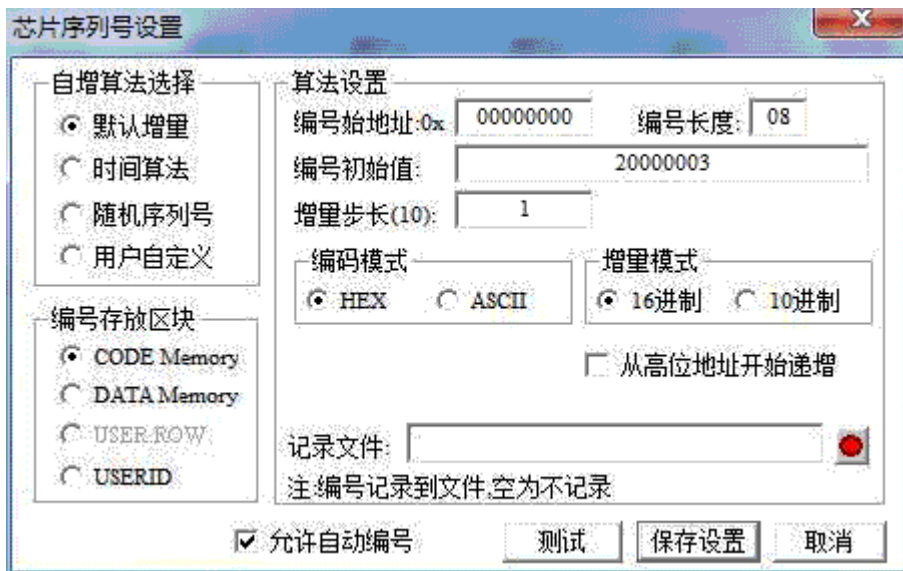 芯片序列号设置
自增算法选择
默认增量
时间算法
随机序列号
用户自定义
编号存放区块
CODE Memory
DATA Memory
USER ROW
USERID
算法设置
编号始地址:0x 00000000 编号长度: 08
编号初始值: 20000003
增量步长(10): 1
编码模式
HEX ASCII
增量模式
16进制 10进制
从高位地址开始递增
记录文件:
注:编号记录到文件,空为不记录
允许自动编号 测试 保存设置 取消